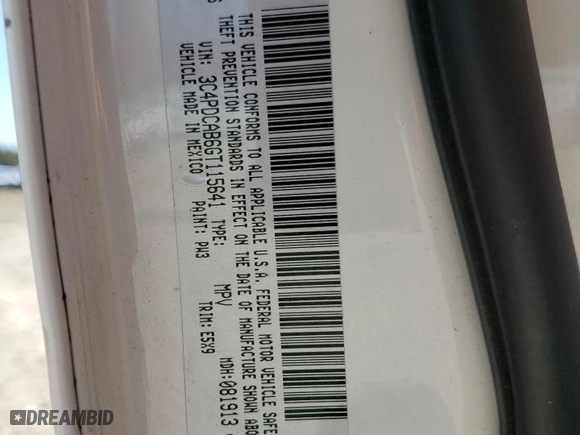 THIS VEHICLE CONFORMS TO ALL APPLICABLE U.S.A. FEDERAL MOTOR VEHICLE SAFE
THEFT PREVENTION STANDARDS IN EFFECT ON THE DATE OF MANUFACTURE SHOWN ABO
VIN: 3C4PDCAB6GT115641 TYPE: MPV MDH:081913
VEHICLE MADE IN MEXICO PAINT: PW3 TRIM: E5X9
DREAMBID